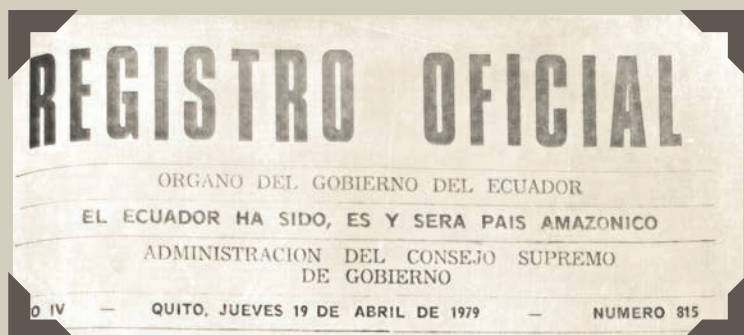 REGISTRO OFICIAL
ORGANO DEL GOBIERNO DEL ECUADOR
EL ECUADOR HA SIDO, ES Y SERA PAIS AMAZONICO
ADMINISTRACION DEL CONSEJO SUPREMO
DE GOBIERNO
O IV — QUITO, JUEVES 19 DE ABRIL DE 1979 — NUMERO 815